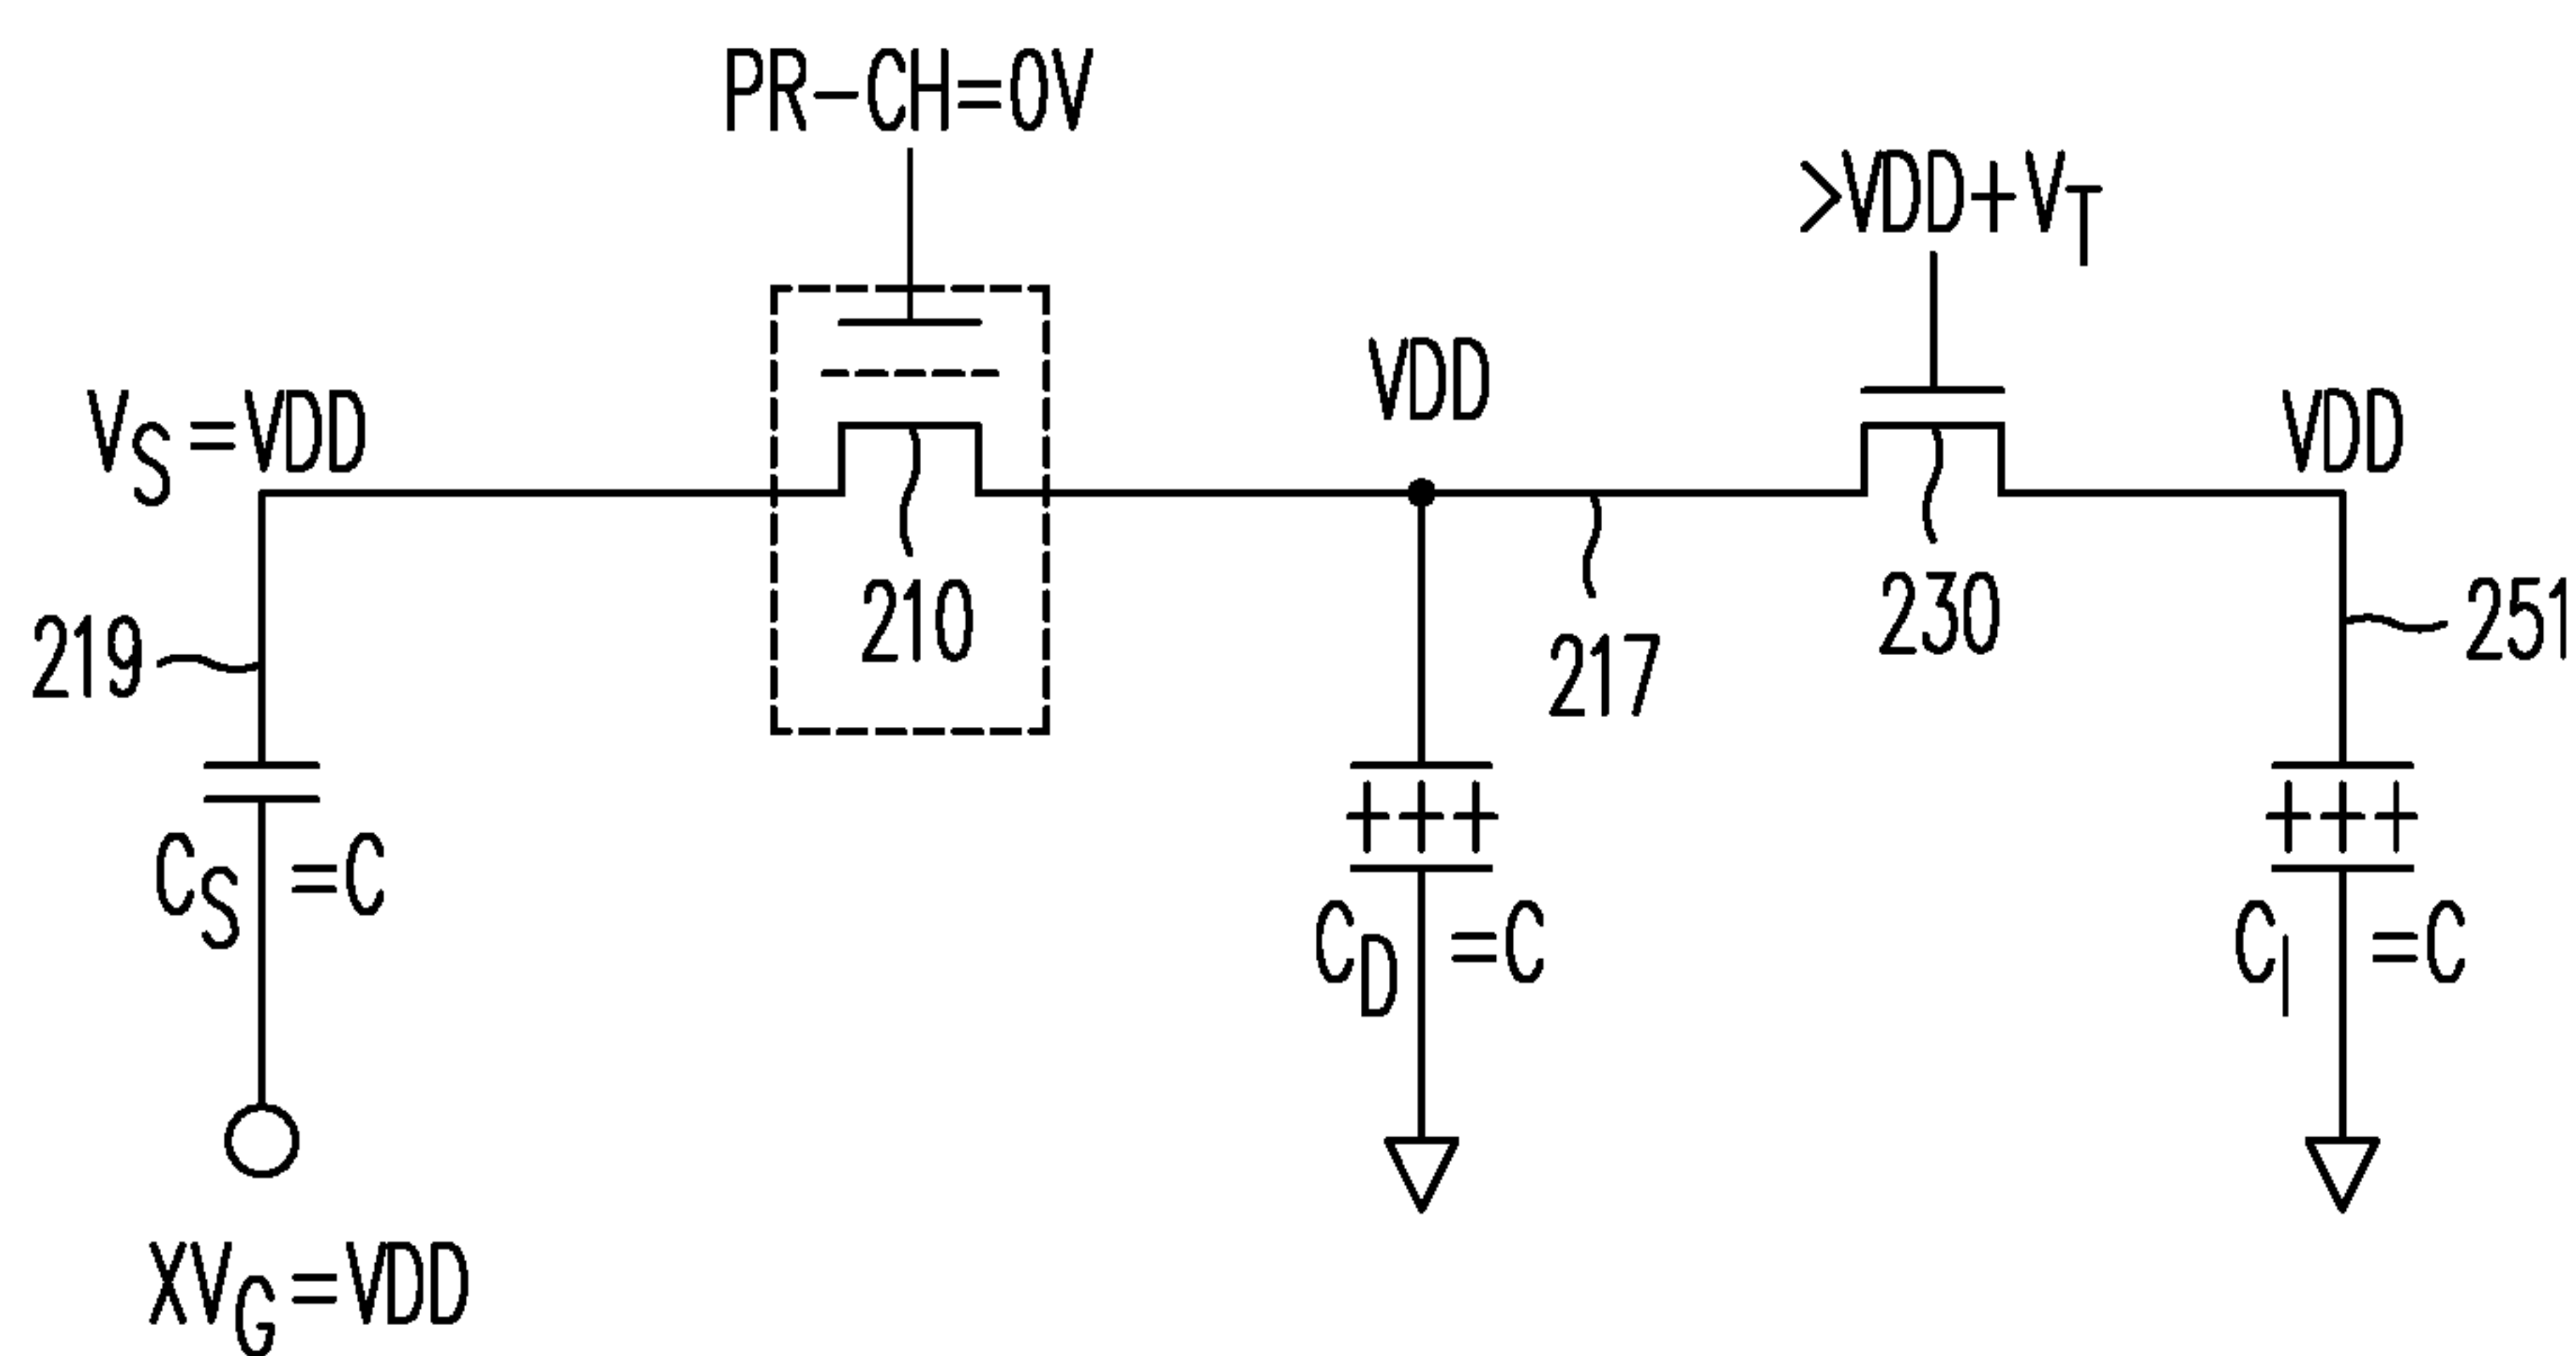 PR-CH=0V
>VDD+VT
VS=VDD
VDD
VDD
210
230
251
219
217
CS=C
CD=C
CI=C
XVG=VDD